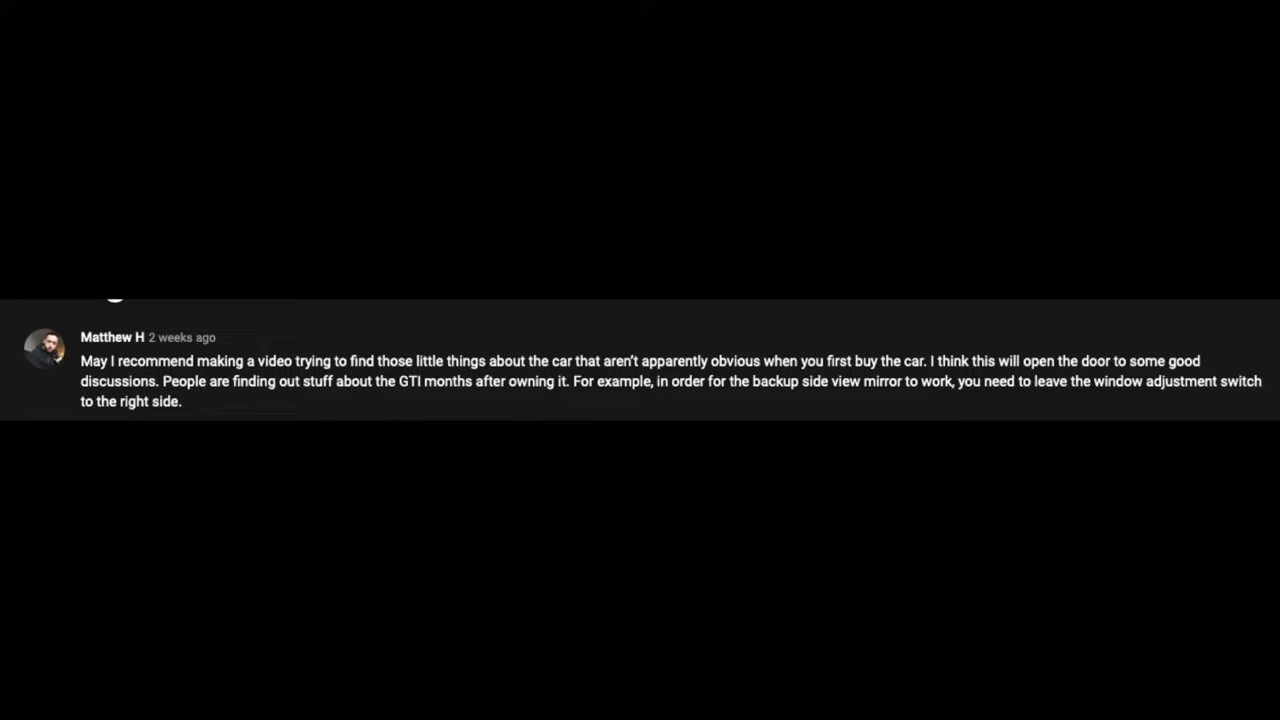 Matthew H 2 weeks ago
May I recommend making a video trying to find those little things about the car that aren't apparently obvious when you first buy the car. I think this will open the door to some good
discussions. People are finding out stuff about the GTI months after owning it. For example, in order for the backup side view mirror to work, you need to leave the window adjustment switch
to the right side.